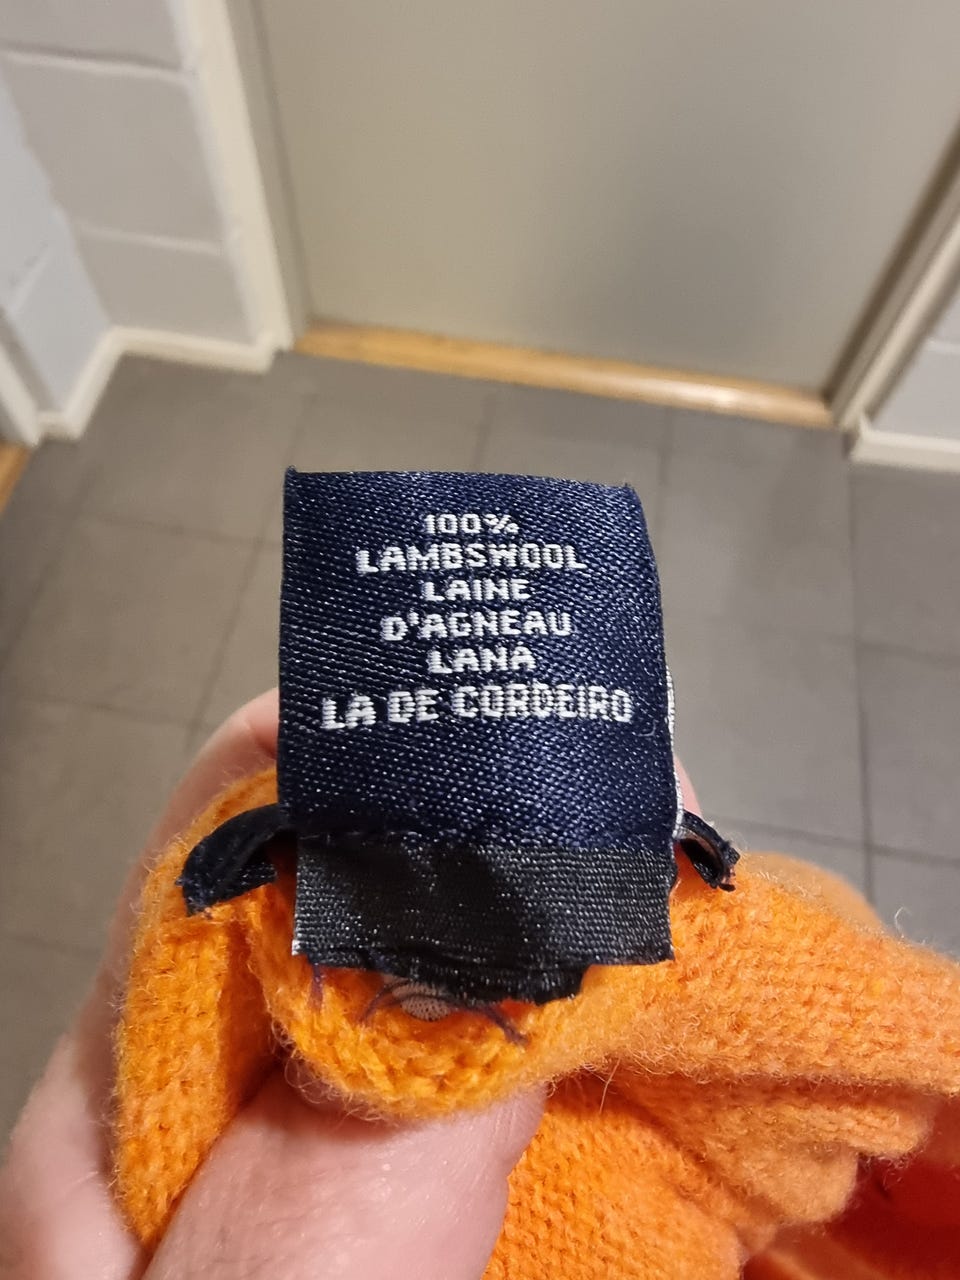 100%
LAMBSWOOL
LAINE
D'AGNEAU
LANA
LA DE CORDEIRO